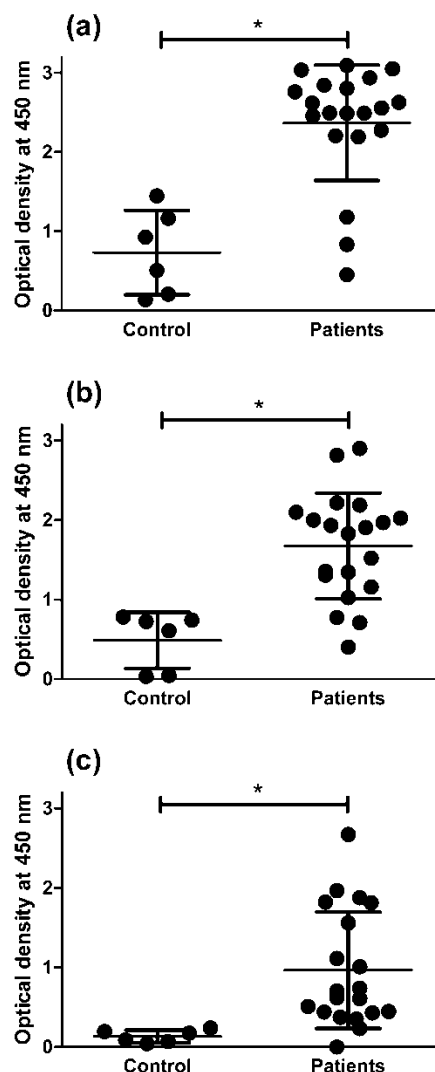 (a)
*
Optical density at 450 nm
3
2
1
0
Control Patients
(b)
*
Optical density at 450 nm
3
2
1
0
Control Patients
(c)
*
Optical density at 450 nm
3
2
1
0
Control Patients